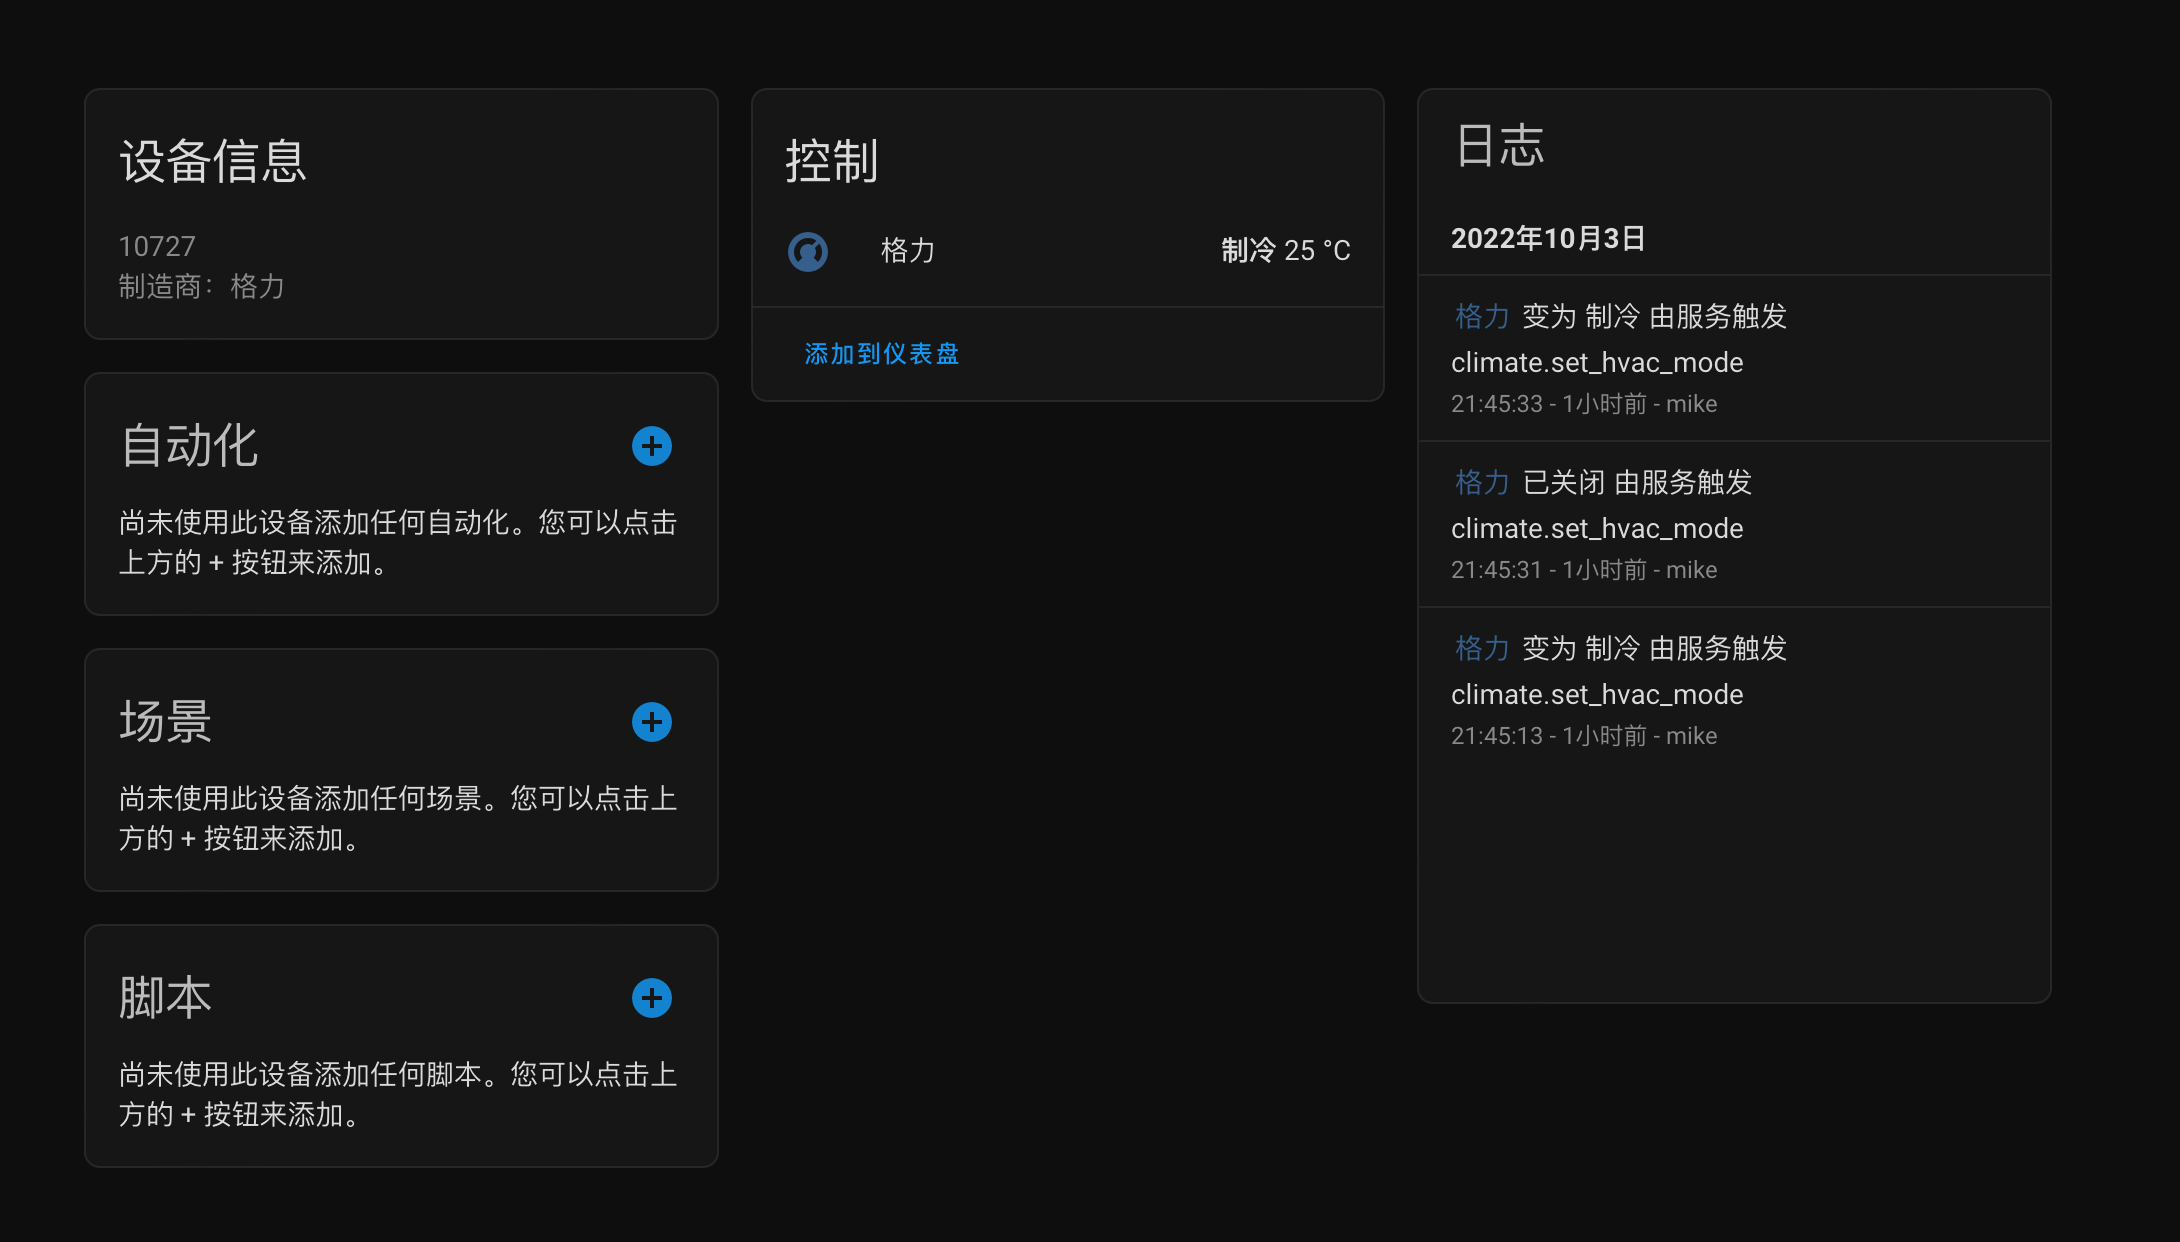 设备信息
10727
制造商：格力
自动化
尚未使用此设备添加任何自动化。您可以点击
上方的 + 按钮来添加。
场景
尚未使用此设备添加任何场景。您可以点击上
方的 + 按钮来添加。
脚本
尚未使用此设备添加任何脚本。您可以点击上
方的 + 按钮来添加。
控制
格力 制冷 25 °C
添加到仪表盘
日志
2022年10月3日
格力 变为 制冷 由服务触发
climate.set_hvac_mode
21:45:33 - 1小时前 - mike
格力 已关闭 由服务触发
climate.set_hvac_mode
21:45:31 - 1小时前 - mike
格力 变为 制冷 由服务触发
climate.set_hvac_mode
21:45:13 - 1小时前 - mike